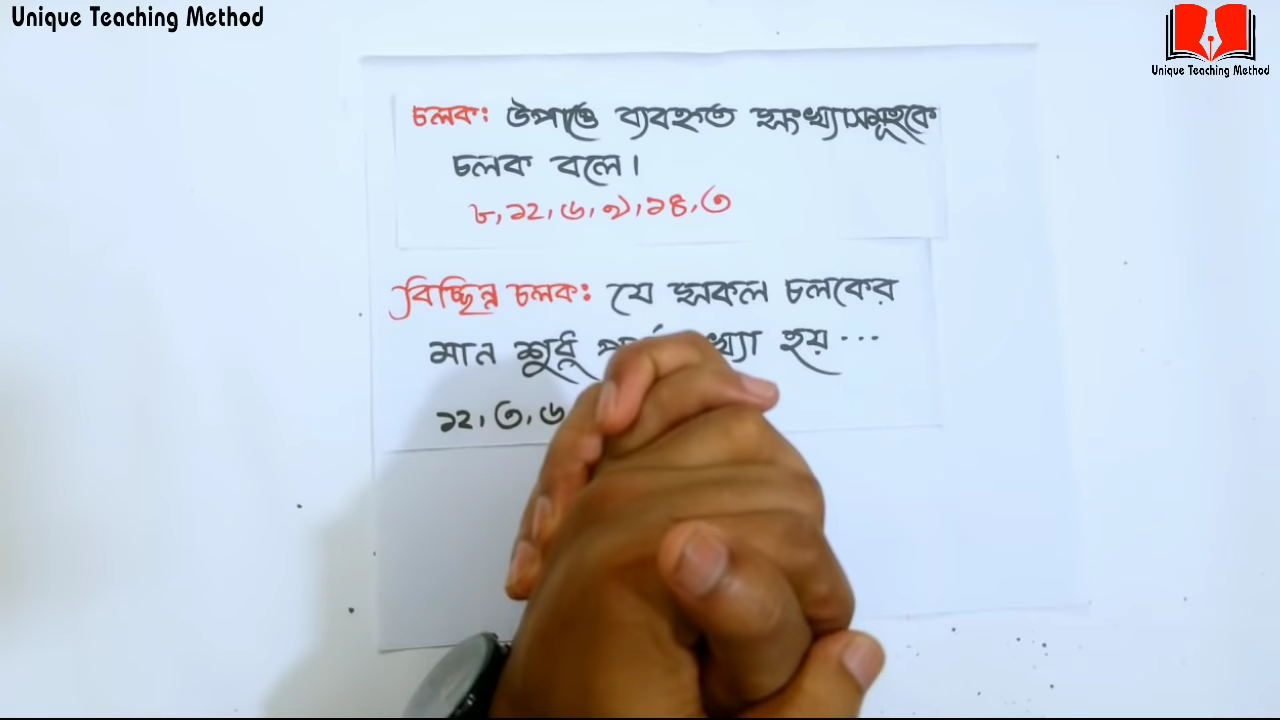 Unique Teaching Method
Unique Teaching Method
চলক: উপাত্তে ব্যবহৃত সংখ্যাসমূহকে
চলক বলে।
৮, ১২, ৬, ৭, ১৪, ৩
বিচ্ছিন্ন চলক: যে সকল চলকের
মান শুধু হয় ...
১২, ৩, ৬